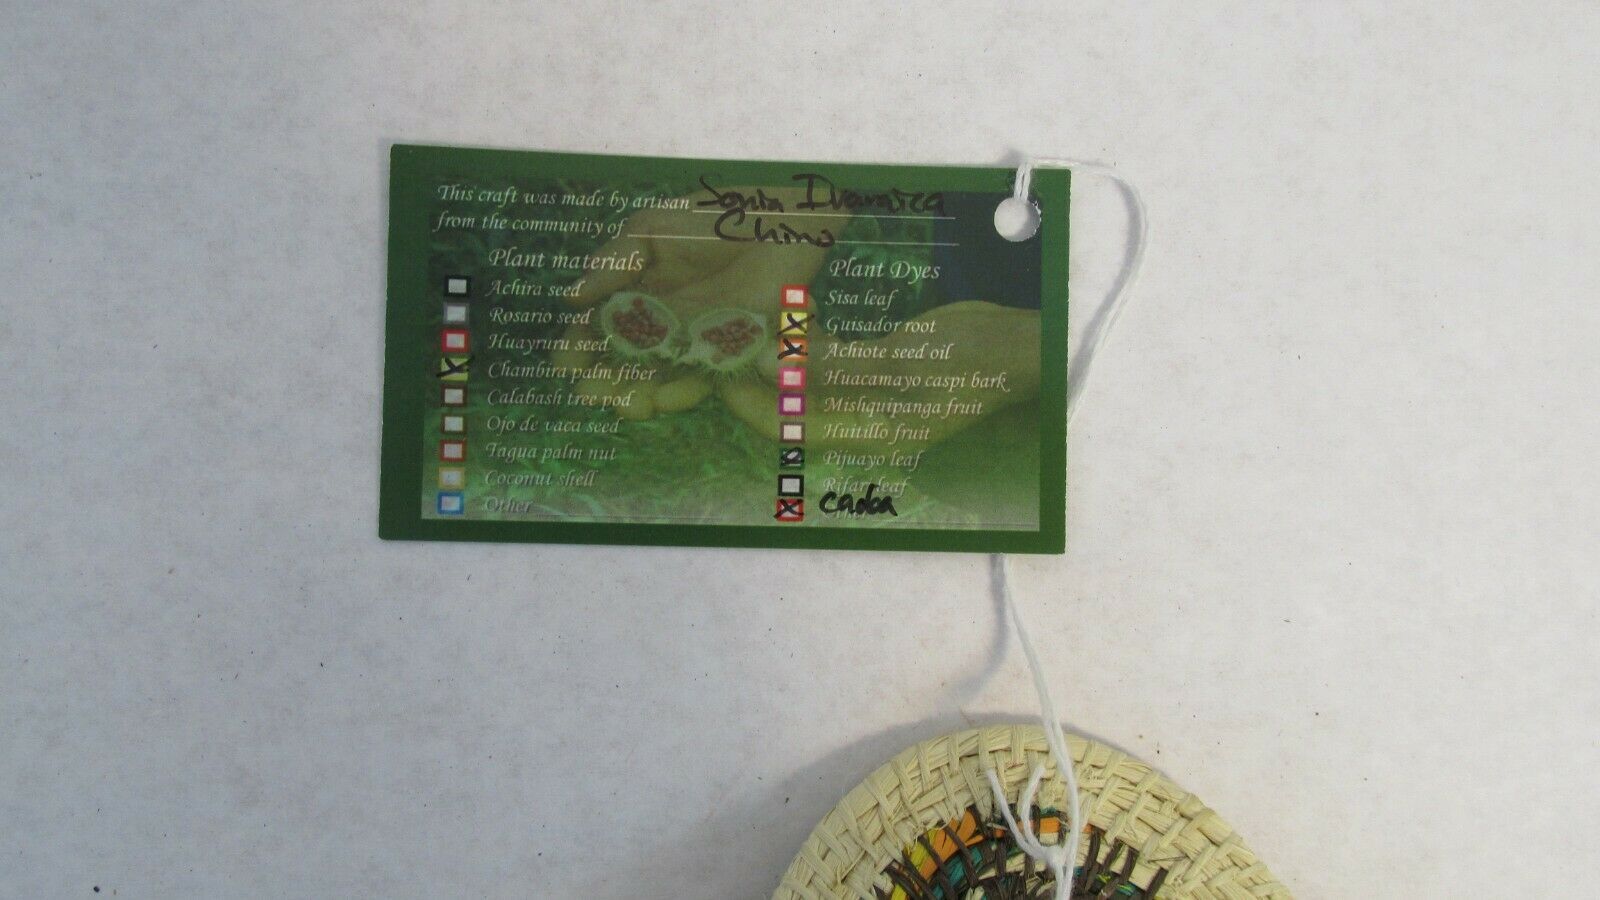 This craft was made by artisan Sonia
from the community of Chino
Plant materials
Achira seed
Rosario seed
Huayruru seed
Chambira palm fiber
Calabash tree pod
Ojo de vaca seed
Tagua palm nut
Coconut shell
Other
Plant Dyes
Sisa leaf
Guisador root
Achiote seed oil
Huacamayo caspi bark
Mishquipanga fruit
Huitillo fruit
Pijuayo leaf
Rifari leaf
caoba